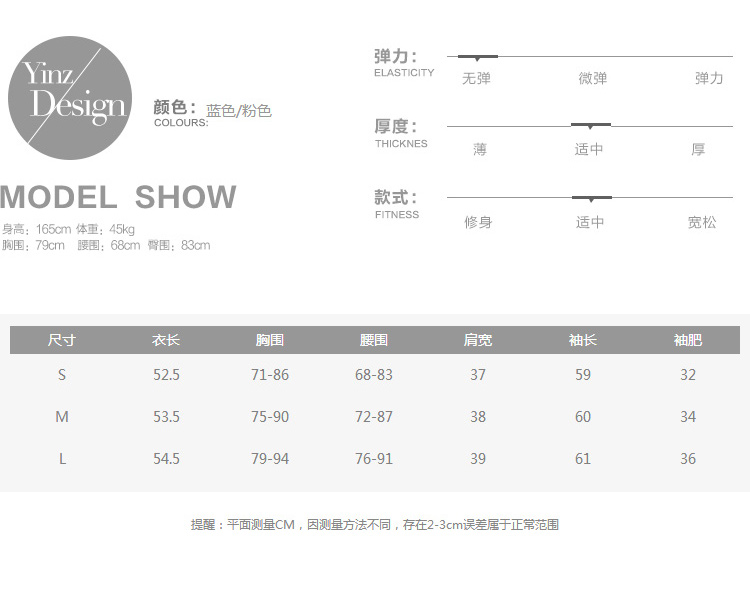 Yinz
Design
颜色：蓝色/粉色
COLOURS:
MODEL SHOW
身高：165cm 体重：45kg
胸围：79cm 腰围：68cm 臀围：83cm
弹力：
ELASTICITY
无弹 微弹 弹力
厚度：
THICKNES
薄 适中 厚
款式：
FITNESS
修身 适中 宽松
尺寸 衣长 胸围 腰围 肩宽 袖长 袖肥
S 52.5 71-86 68-83 37 59 32
M 53.5 75-90 72-87 38 60 34
L 54.5 79-94 76-91 39 61 36
提醒：平面测量CM，因测量方法不同，存在2-3cm误差属于正常范围